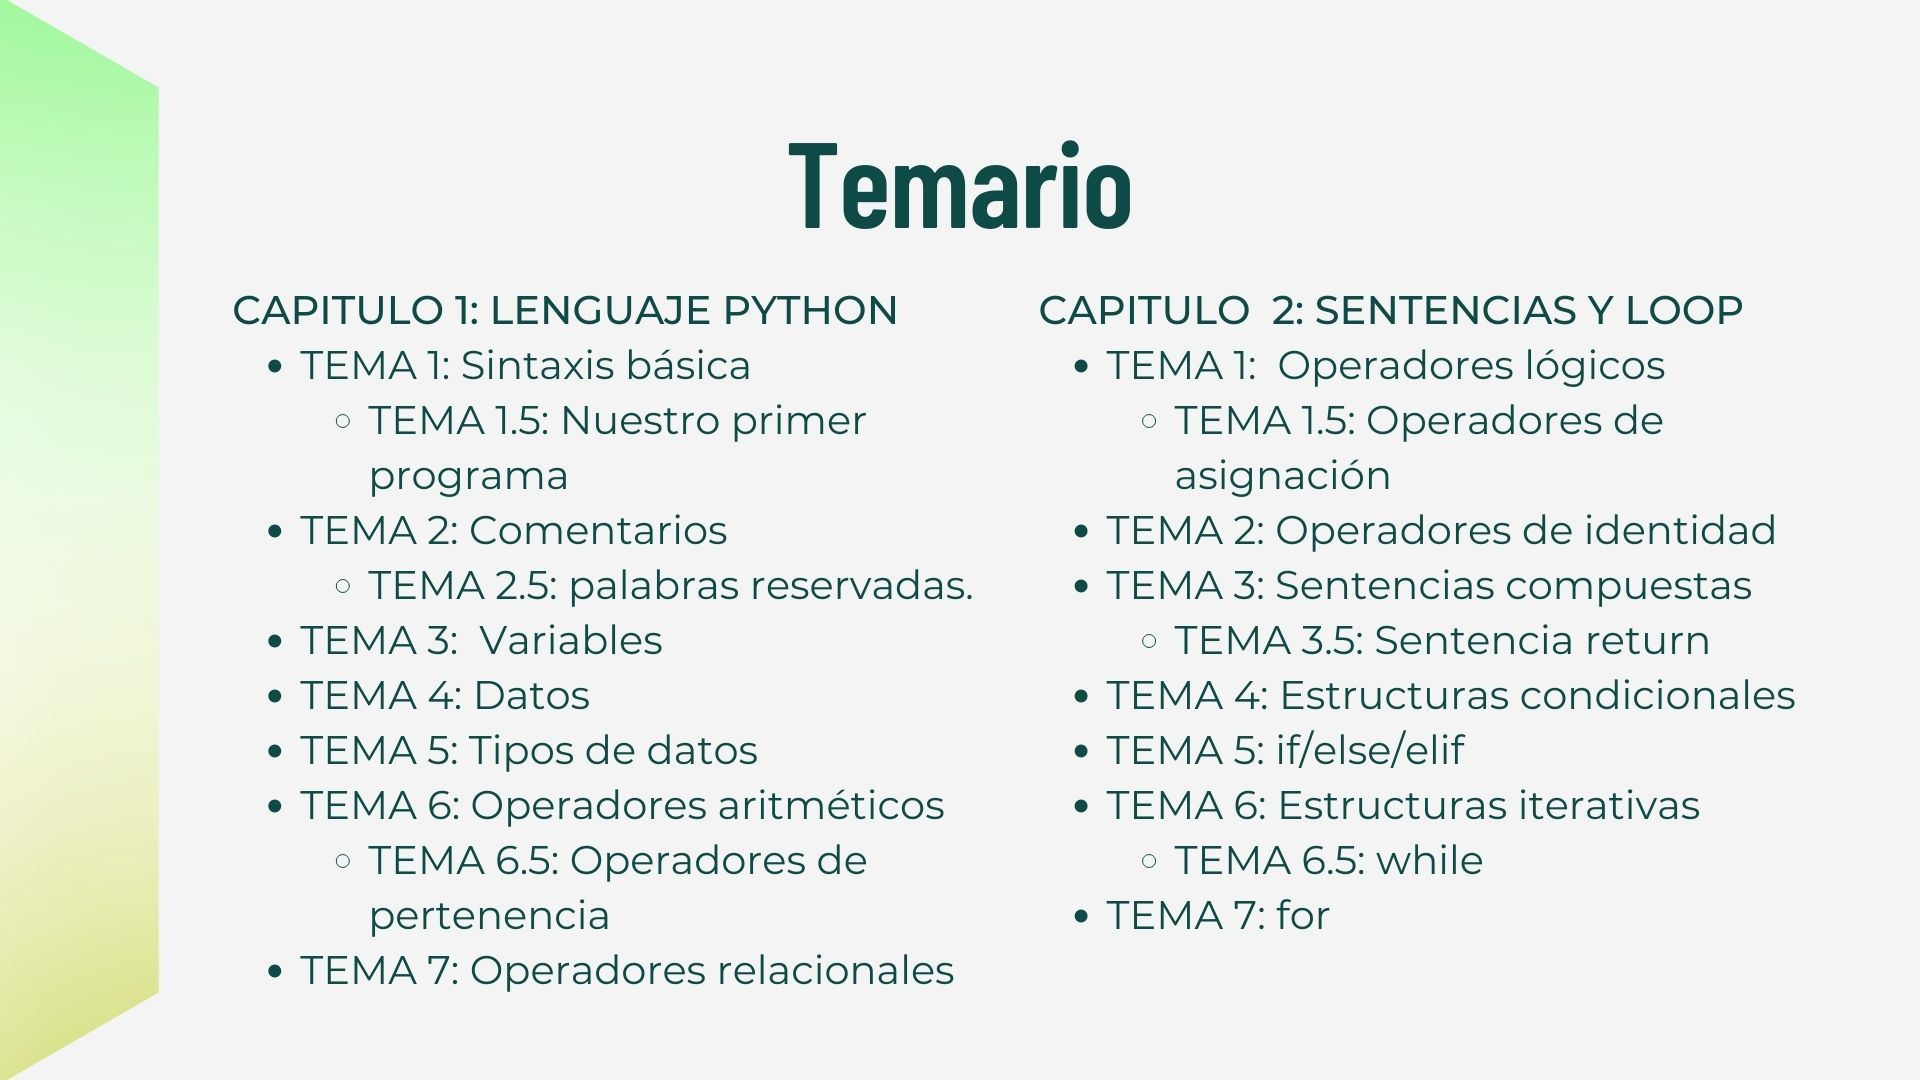 Temario
CAPITULO 1: LENGUAJE PYTHON
TEMA 1: Sintaxis básica
TEMA 1.5: Nuestro primer
programa
TEMA 2: Comentarios
TEMA 2.5: palabras reservadas.
TEMA 3:  Variables
TEMA 4: Datos
TEMA 5: Tipos de datos
TEMA 6: Operadores aritméticos
TEMA 6.5: Operadores de
pertenencia
TEMA 7: Operadores relacionales
CAPITULO  2: SENTENCIAS Y LOOP
TEMA 1:  Operadores lógicos
TEMA 1.5: Operadores de
asignación
TEMA 2: Operadores de identidad
TEMA 3: Sentencias compuestas
TEMA 3.5: Sentencia return
TEMA 4: Estructuras condicionales
TEMA 5: if/else/elif
TEMA 6: Estructuras iterativas
TEMA 6.5: while
TEMA 7: for